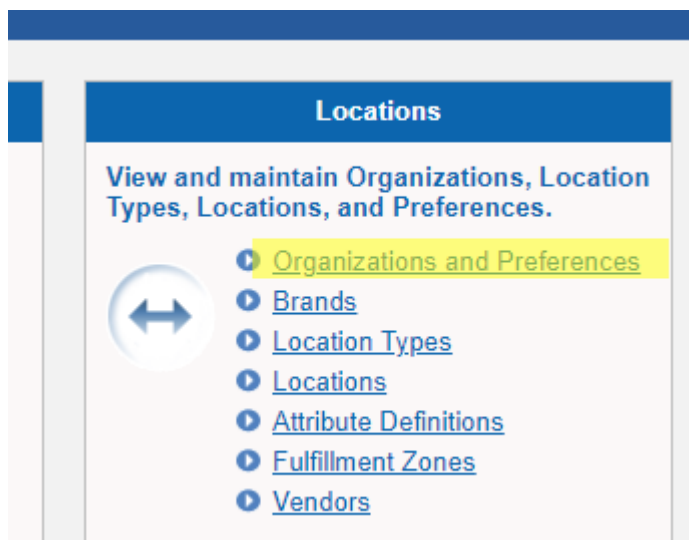 Locations
View and maintain Organizations, Location
Types, Locations, and Preferences.
Organizations and Preferences
Brands
Location Types
Locations
Attribute Definitions
Fulfillment Zones
Vendors